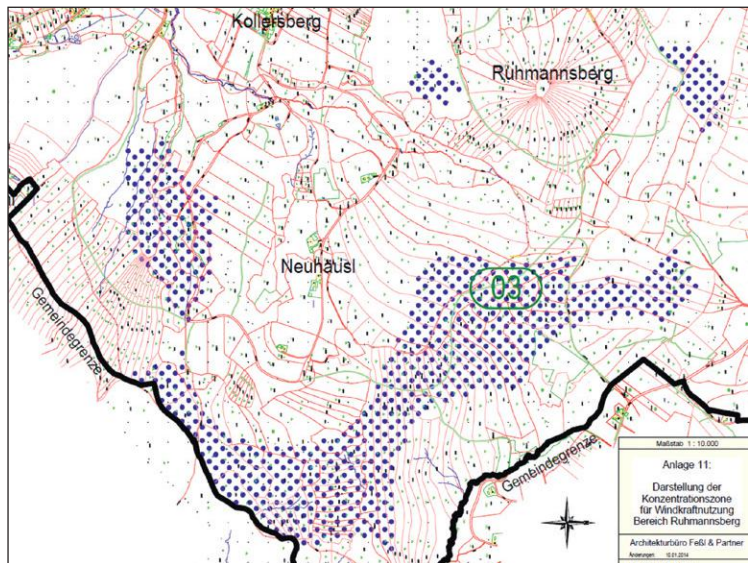 Kollersberg
Ruhmannsberg
Neuhäusl
03
Gemeindegrenze
Gemeindegrenze
Maßstab 1 : 10.000
Anlage 11:
Darstellung der
Konzentrationszone
für Windkraftnutzung
Bereich Ruhmannsberg
Architekturbüro Feßl & Partner
Änderungen: 10.01.2014